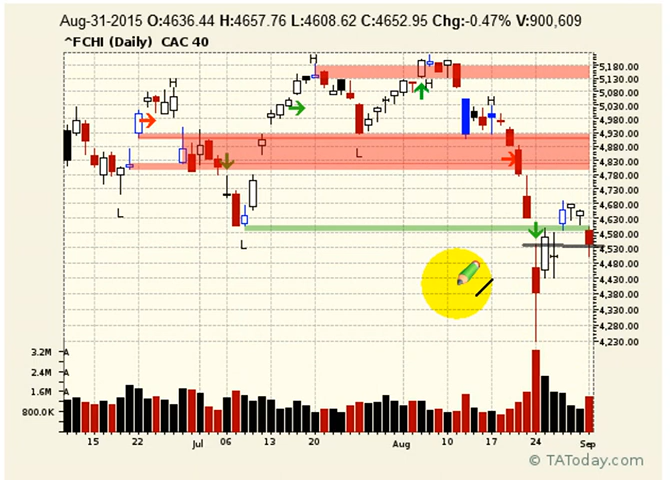 Aug-31-2015 O:4636.44 H:4657.76 L:4608.62 C:4652.95 Chg:-0.47% V:900,609
^FCHI (Daily) CAC 40
H
H
H
H
L
L
L
5,180.00
5,130.00
5,080.00
5,030.00
4,980.00
4,930.00
4,880.00
4,830.00
4,780.00
4,730.00
4,680.00
4,630.00
4,580.00
4,530.00
4,480.00
4,430.00
4,380.00
4,330.00
4,280.00
4,230.00
3.2M A
2.4M A
1.6M A
800.0K
15 22 Jul 06 13 20 Aug 10 17 24 Sep
© TAToday.com